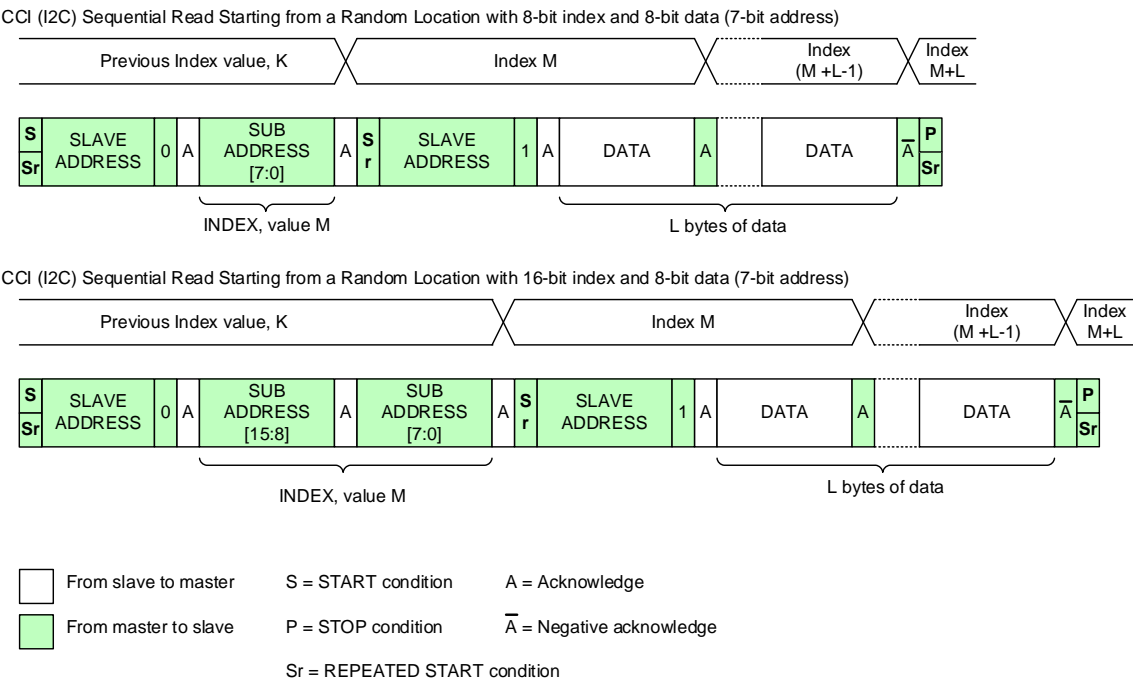 CCI (I2C) Sequential Read Starting from a Random Location with 8-bit index and 8-bit data (7-bit address)
Previous Index value, K
Index M
Index
(M +L-1)
Index
M+L
S
Sr
SLAVE
ADDRESS
0
A
SUB
ADDRESS
[7:0]
A
S
r
SLAVE
ADDRESS
1
A
DATA
A
DATA
A
P
Sr
INDEX, value M
L bytes of data
CCI (I2C) Sequential Read Starting from a Random Location with 16-bit index and 8-bit data (7-bit address)
Previous Index value, K
Index M
Index
(M +L-1)
Index
M+L
S
Sr
SLAVE
ADDRESS
0
A
SUB
ADDRESS
[15:8]
A
SUB
ADDRESS
[7:0]
A
S
r
SLAVE
ADDRESS
1
A
DATA
A
DATA
A
P
Sr
INDEX, value M
L bytes of data
From slave to master
S = START condition
A = Acknowledge
From master to slave
P = STOP condition
A = Negative acknowledge
Sr = REPEATED START condition